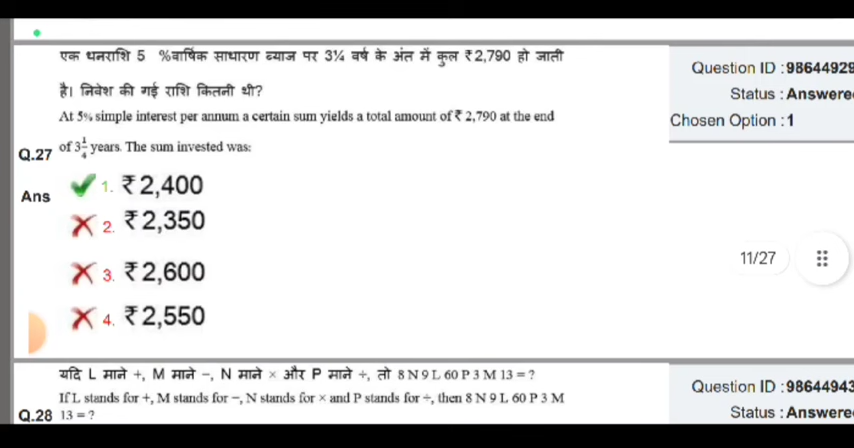 एक धनराशि 5 %वार्षिक साधारण ब्याज पर 3¼ वर्ष के अंत में कुल ₹2,790 हो जाती
है। निवेश की गई राशि कितनी थी?
At 5% simple interest per annum a certain sum yields a total amount of ₹ 2,790 at the end
Q.27 of 3 1/4 years. The sum invested was:
Ans 1. ₹2,400
2. ₹2,350
3. ₹2,600
4. ₹2,550
Question ID :98644929
Status : Answere
Chosen Option :1
11/27
यदि L माने +, M माने −, N माने × और P माने ÷, तो 8 N 9 L 60 P 3 M 13 = ?
If L stands for +, M stands for −, N stands for × and P stands for ÷, then 8 N 9 L 60 P 3 M
Q.28 13 = ?
Question ID :98644943
Status : Answere